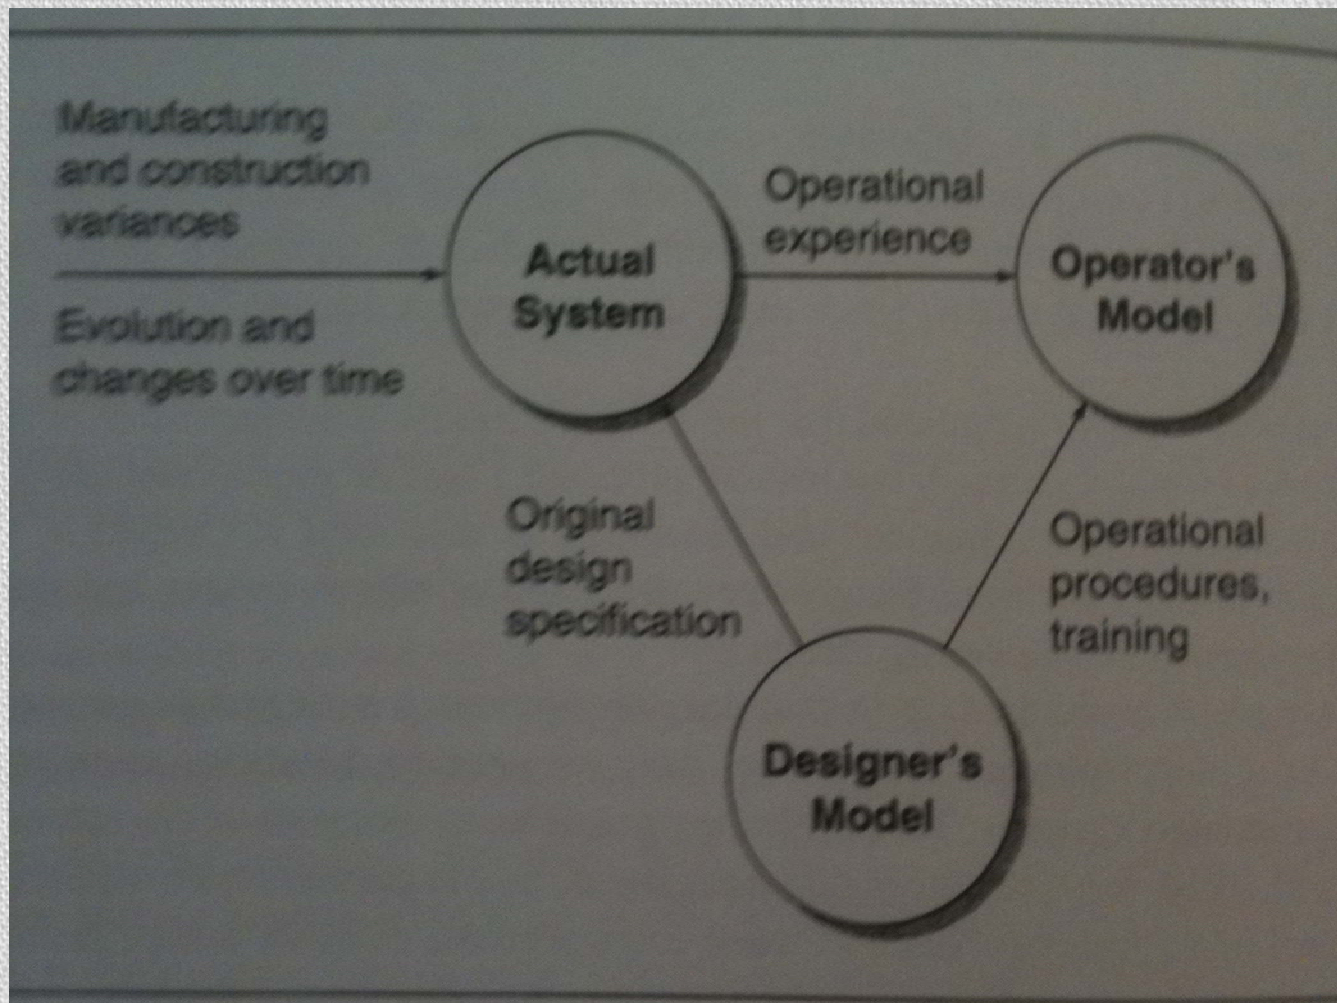 Manufacturing
and construction
variances
Evolution and
changes over time
Actual
System
Operational
experience
Operator's
Model
Original
design
specification
Operational
procedures,
training
Designer's
Model